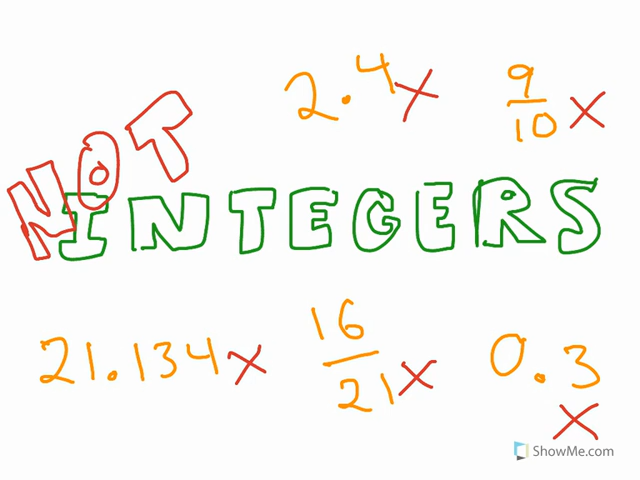 2.4 x
9/10 x
NOT
INTEGERS
21.134 x
16/21 x
0.3
x
ShowMe.com